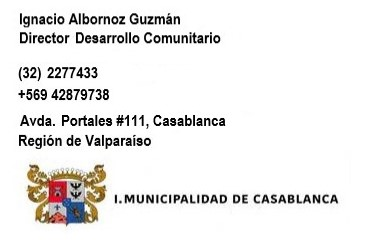 Ignacio Albornoz Guzmán
Director Desarrollo Comunitario
(32) 2277433
+569 42879738
Avda. Portales #111, Casablanca
Región de Valparaíso
I.MUNICIPALIDAD DE CASABLANCA